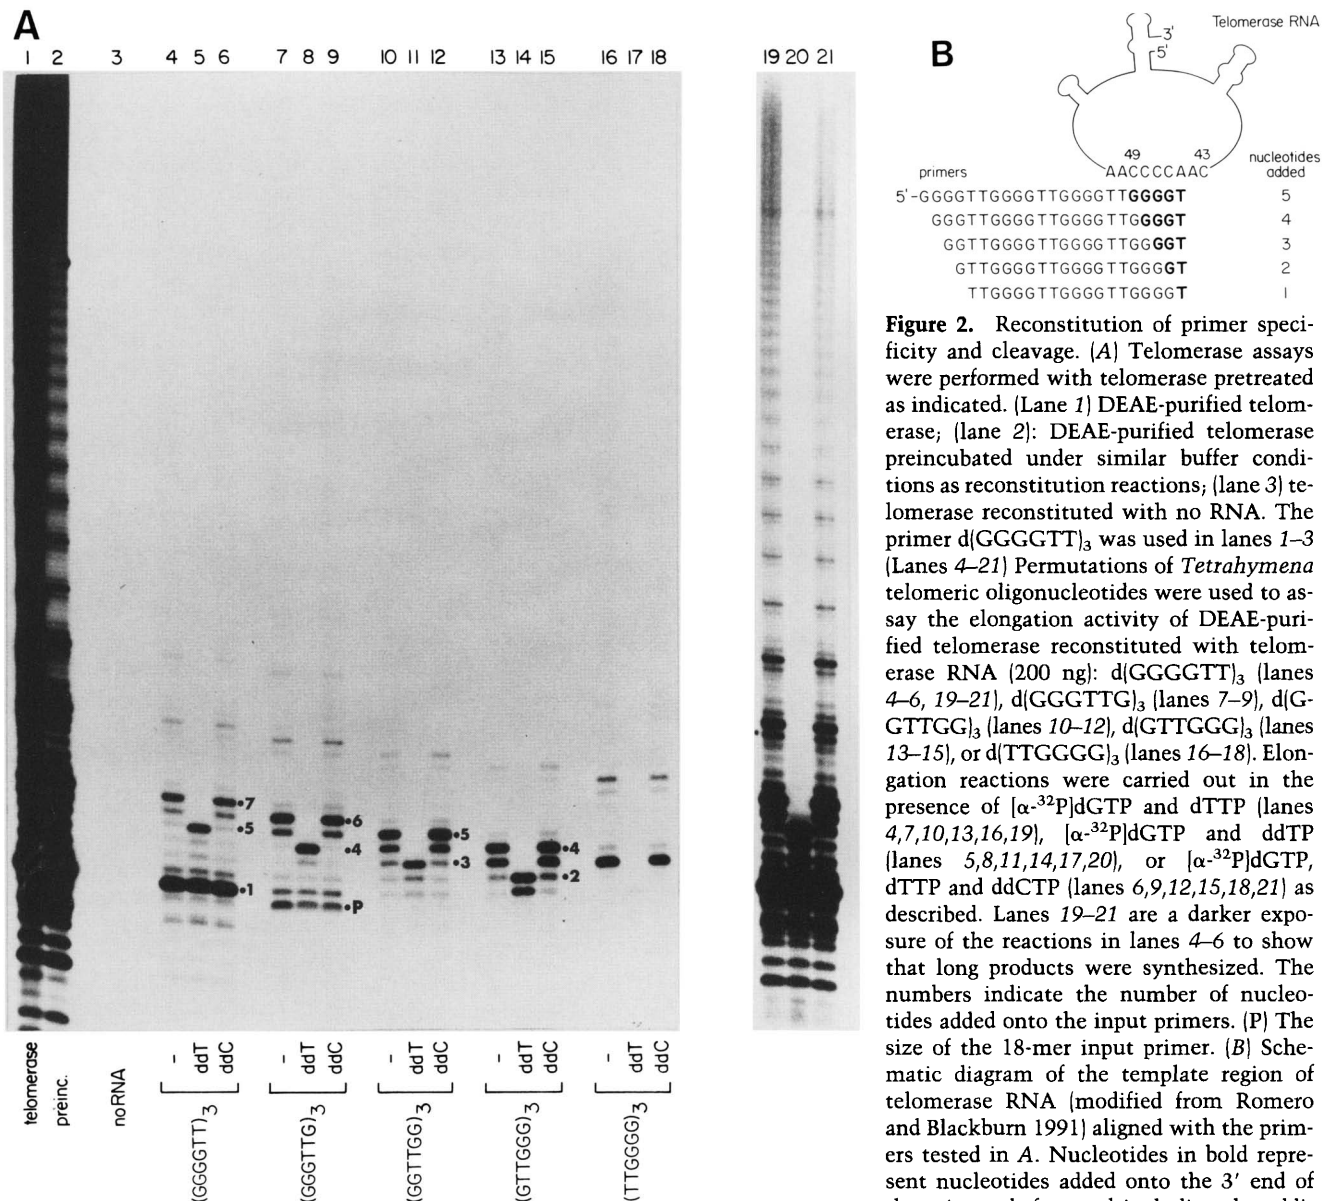 A
1 2 3 4 5 6 7 8 9 10 11 12 13 14 15 16 17 18
19 20 21
•7
•5
•1
•6
•4
•P
•5
•3
•4
•2
telomerase
preinc.
noRNA
- ddT ddC
- ddT ddC
- ddT ddC
- ddT ddC
- ddT ddC
(GGGGTT)3
(GGGTTG)3
(GGTTGG)3
(GTTGGG)3
(TTGGGG)3
B
Telomerase RNA
3'
5'
49 43
AACCCCAAC
primers
nucleotides
added
5'-GGGGTTGGGGTTGGGGTTGGGGT 5
GGGTTGGGGTTGGGGTTGGGGT 4
GGTTGGGGTTGGGGTTGGGGT 3
GTTGGGGTTGGGGTTGGGGT 2
TTGGGGTTGGGGTTGGGGT 1
Figure 2. Reconstitution of primer speci-
ficity and cleavage. (A) Telomerase assays
were performed with telomerase pretreated
as indicated. (Lane 1) DEAE-purified telom-
erase; (lane 2): DEAE-purified telomerase
preincubated under similar buffer condi-
tions as reconstitution reactions; (lane 3) te-
lomerase reconstituted with no RNA. The
primer d(GGGGTT)3 was used in lanes 1–3
(Lanes 4–21) Permutations of Tetrahymena
telomeric oligonucleotides were used to as-
say the elongation activity of DEAE-puri-
fied telomerase reconstituted with telom-
erase RNA (200 ng): d(GGGGTT)3 (lanes
4–6, 19–21), d(GGGTTG)3 (lanes 7–9), d(G-
GTTGG)3 (lanes 10–12), d(GTTGGG)3 (lanes
13–15), or d(TTGGGG)3 (lanes 16–18). Elon-
gation reactions were carried out in the
presence of [α-32P]dGTP and dTTP (lanes
4,7,10,13,16,19), [α-32P]dGTP and ddTP
(lanes 5,8,11,14,17,20), or [α-32P]dGTP,
dTTP and ddCTP (lanes 6,9,12,15,18,21) as
described. Lanes 19–21 are a darker expo-
sure of the reactions in lanes 4–6 to show
that long products were synthesized. The
numbers indicate the number of nucleo-
tides added onto the input primers. (P) The
size of the 18-mer input primer. (B) Sche-
matic diagram of the template region of
telomerase RNA (modified from Romero
and Blackburn 1991) aligned with the prim-
ers tested in A. Nucleotides in bold repre-
sent nucleotides added onto the 3' end of